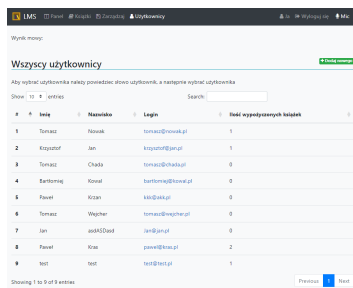 LMS Panel Książki Zarządzaj Użytkownicy Ja Wyloguj się Mic
Wynik mowy:
Wszyscy użytkownicy
+ Dodaj nowego
Aby wybrać użytkownika należy powiedziec słowo użytkownik, a następnie wybrać użytkownika
Show 10 entries Search:
# Imię Nazwisko Login Ilość wypożyczonych książek
1 Tomasz Nowak tomasz@nowak.pl 1
2 Krzysztof Jan krzysztof@jan.pl 1
3 Tomasz Chada tomasz@chada.pl 0
4 Bartłomiej Kowal bartlomiej@kowal.pl 0
5 Paweł Krzan kkk@kkk.pl 0
6 Tomasz Wejcher tomasz@wejcher.pl 0
7 Jan asdASDasd Jan@jan.pl 0
8 Paweł Kras pawel@kras.pl 2
9 test test test@test.pl 1
Showing 1 to 9 of 9 entries Previous 1 Next